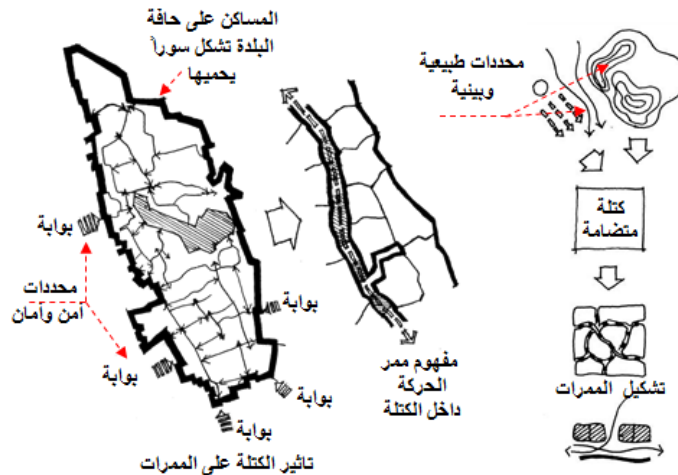 المساكن على حافة
البلدة تشكل سوراً
يحميها
محددات طبيعية
وبينية
بوابة
كتلة
متضامة
محددات
أمن وأمان
بوابة
بوابة
مفهوم ممر
الحركة
داخل الكتلة
تشكيل الممرات
بوابة
بوابة
تاثير الكتلة على الممرات